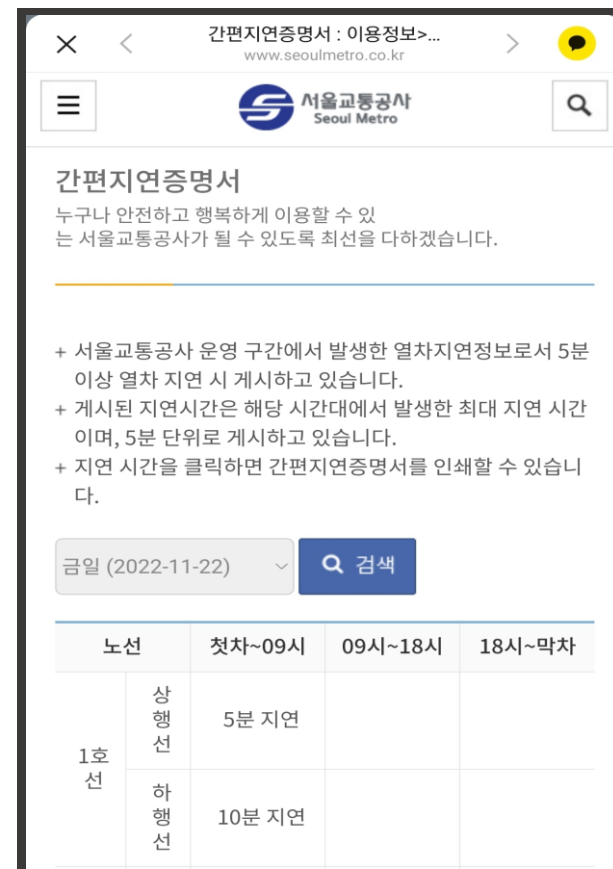 간편지연증명서 : 이용정보>...
www.seoulmetro.co.kr
서울교통공사
Seoul Metro
간편지연증명서
누구나 안전하고 행복하게 이용할 수 있
는 서울교통공사가 될 수 있도록 최선을 다하겠습니다.
+ 서울교통공사 운영 구간에서 발생한 열차지연정보로서 5분
이상 열차 지연 시 게시하고 있습니다.
+ 게시된 지연시간은 해당 시간대에서 발생한 최대 지연 시간
이며, 5분 단위로 게시하고 있습니다.
+ 지연 시간을 클릭하면 간편지연증명서를 인쇄할 수 있습니
다.
금일 (2022-11-22) 검색
노선 첫차~09시 09시~18시 18시~막차
1호
선
상
행
선
5분 지연
하
행
선
10분 지연